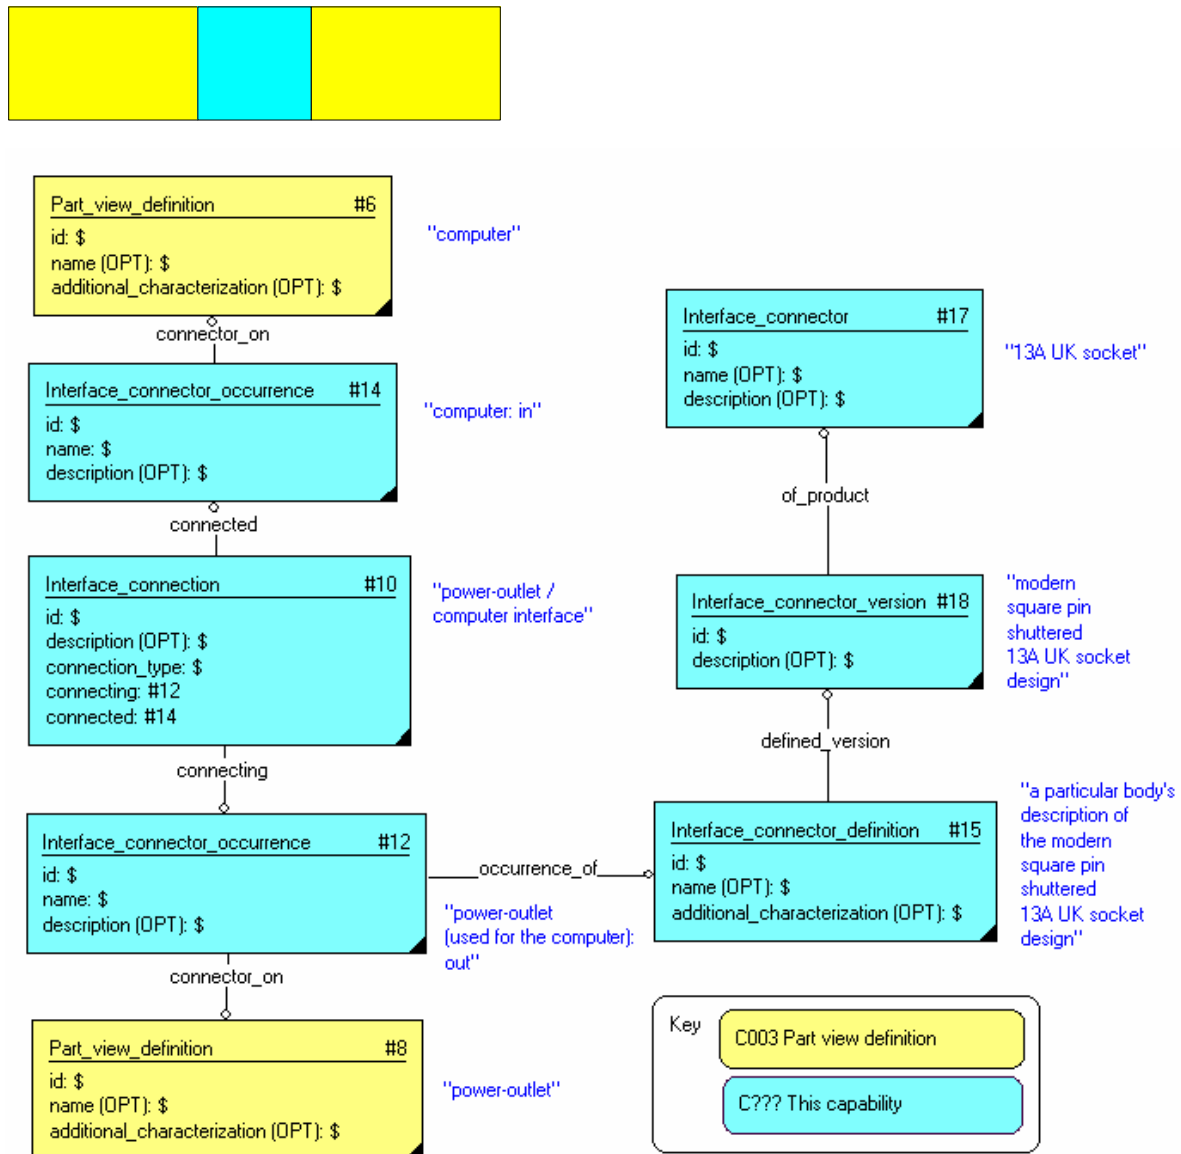 Part_view_definition #6
id: $
name (OPT): $
additional_characterization (OPT): $
"computer"
connector_on
Interface_connector_occurrence #14
id: $
name: $
description (OPT): $
"computer: in"
connected
Interface_connection #10
id: $
description (OPT): $
connection_type: $
connecting: #12
connected: #14
"power-outlet /
computer interface"
connecting
Interface_connector_occurrence #12
id: $
name: $
description (OPT): $
"power-outlet
(used for the computer):
out"
occurrence_of
connector_on
Part_view_definition #8
id: $
name (OPT): $
additional_characterization (OPT): $
"power-outlet"
Interface_connector #17
id: $
name (OPT): $
description (OPT): $
"13A UK socket"
of_product
Interface_connector_version #18
id: $
description (OPT): $
"modern
square pin
shuttered
13A UK socket
design"
defined_version
Interface_connector_definition #15
id: $
name (OPT): $
additional_characterization (OPT): $
"a particular body's
description of
the modern
square pin
shuttered
13A UK socket
design"
Key
C003 Part view definition
C??? This capability